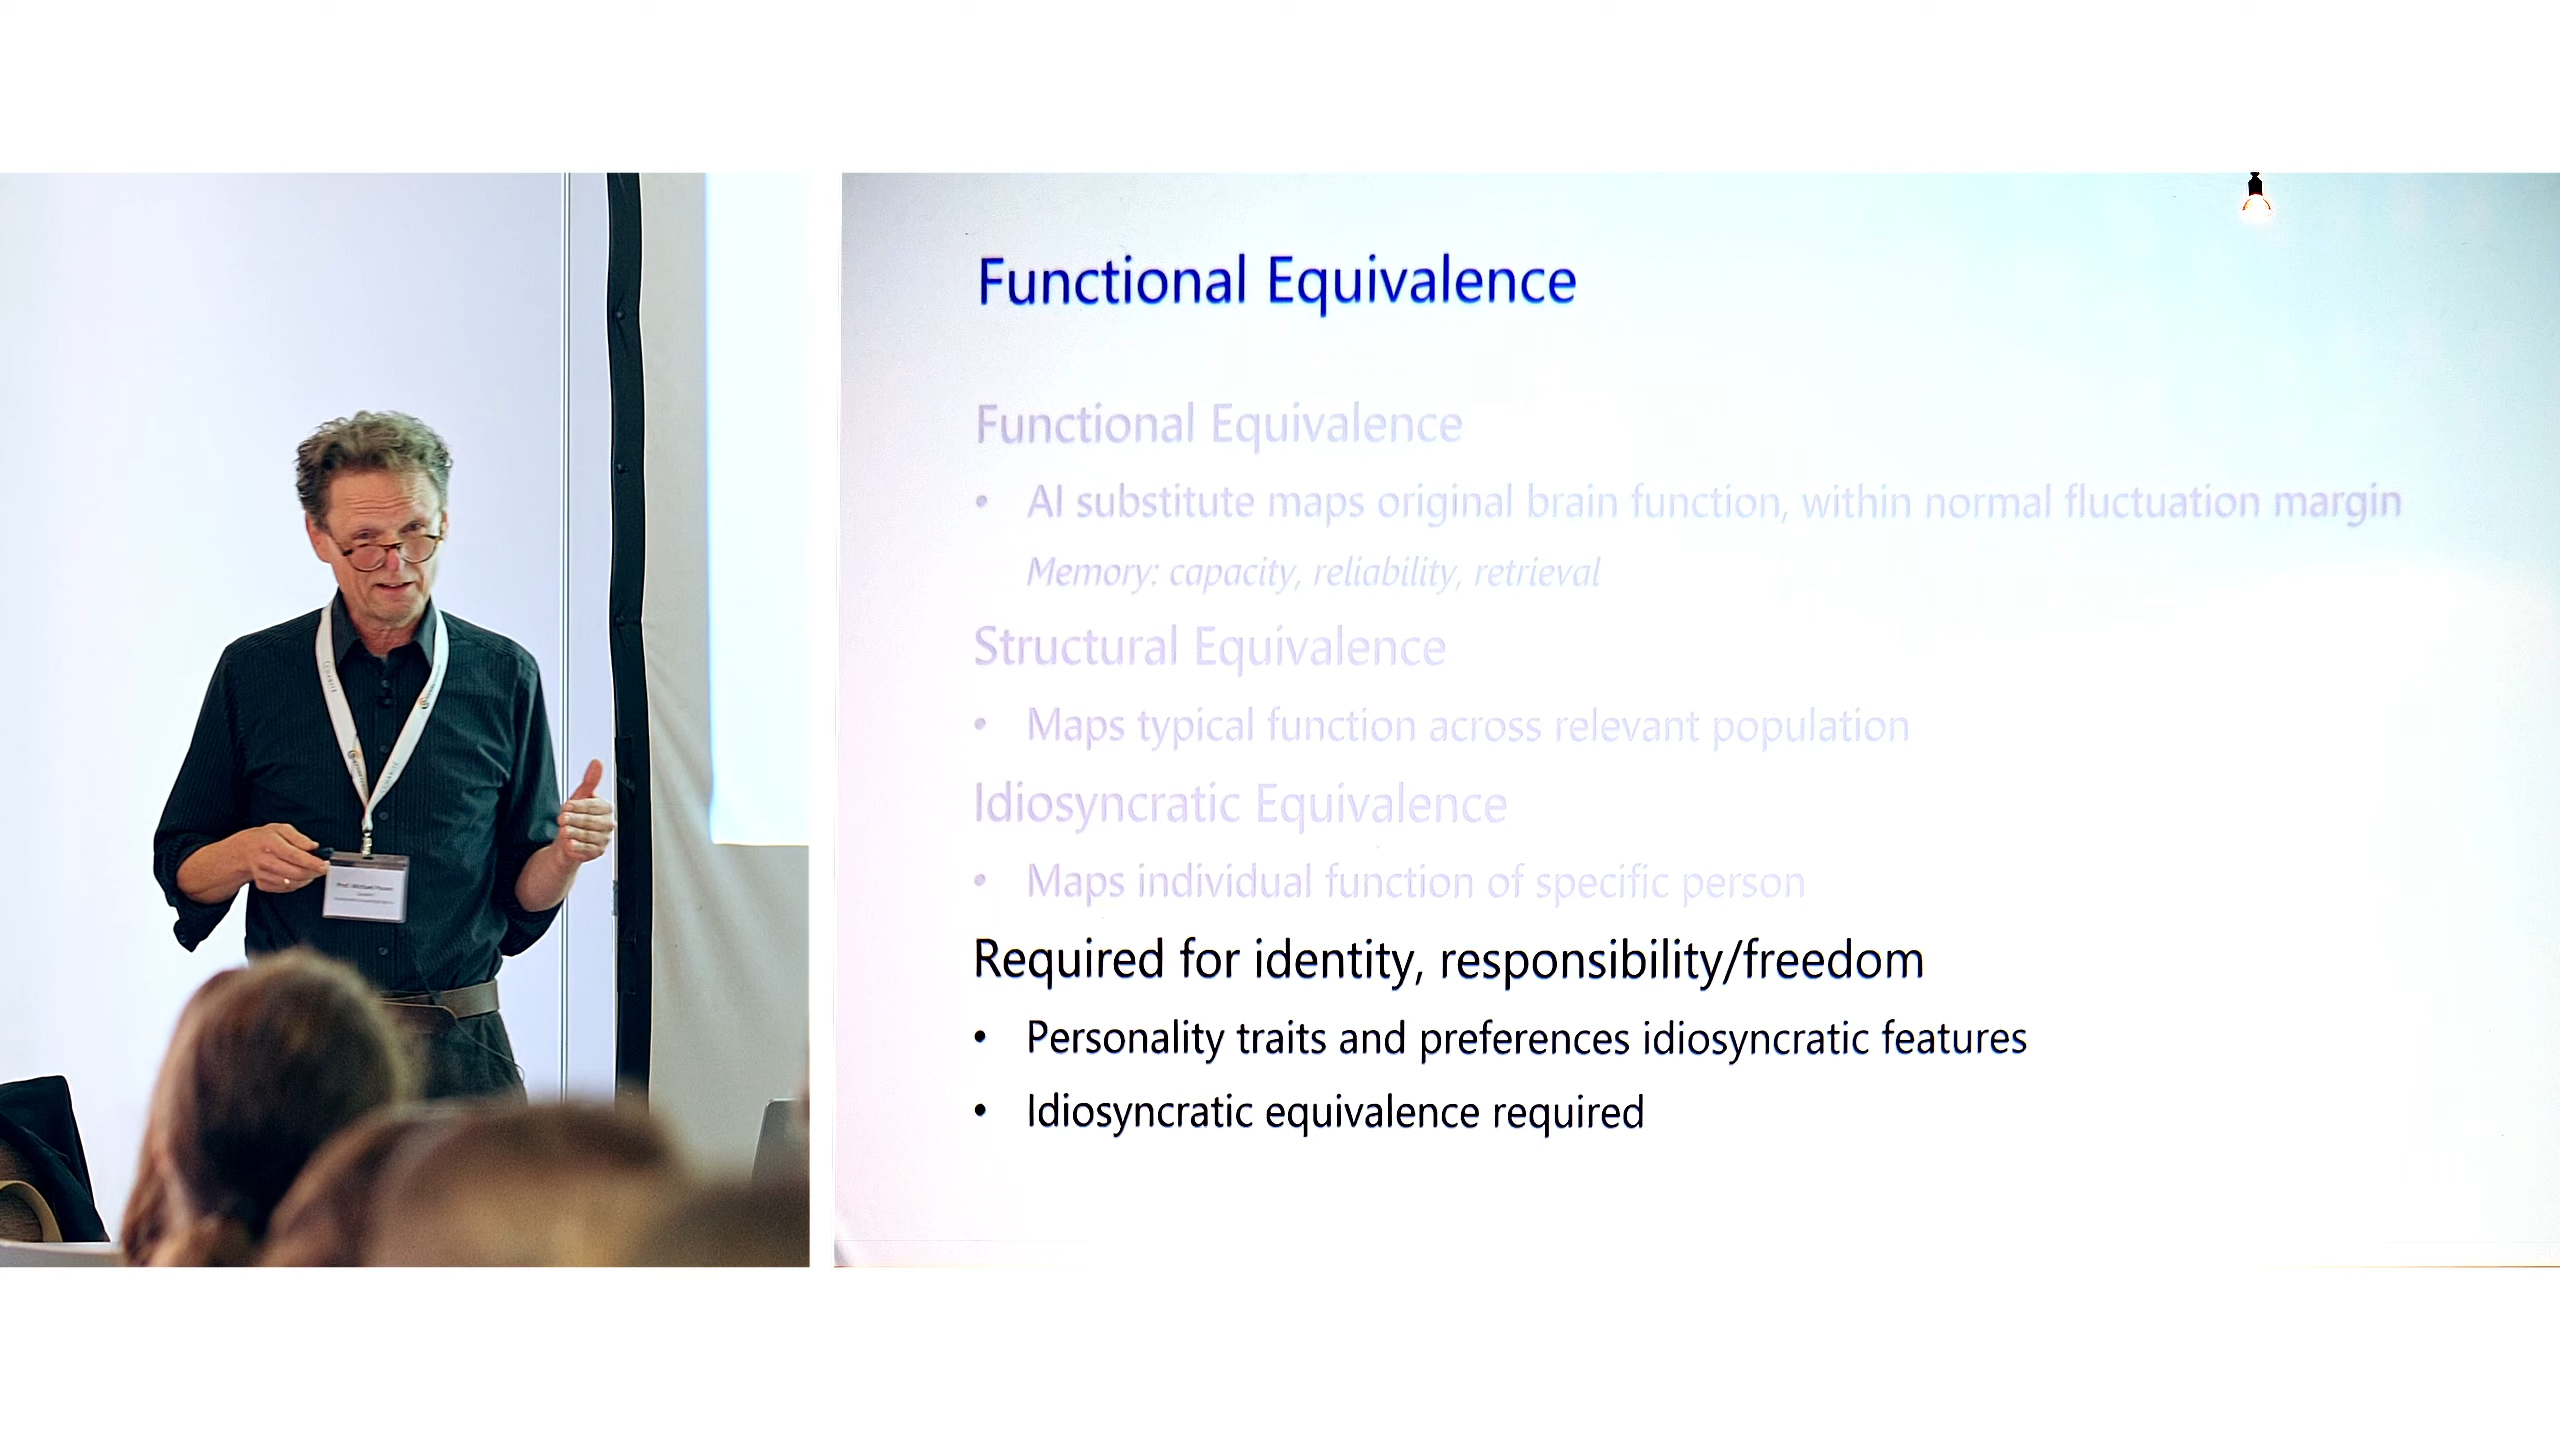 Functional Equivalence
Functional Equivalence
• AI substitute maps original brain function, within normal fluctuation margin
Memory: capacity, reliability, retrieval
Structural Equivalence
• Maps typical function across relevant population
Idiosyncratic Equivalence
• Maps individual function of specific person
Required for identity, responsibility/freedom
• Personality traits and preferences idiosyncratic features
• Idiosyncratic equivalence required
Prof. Michael